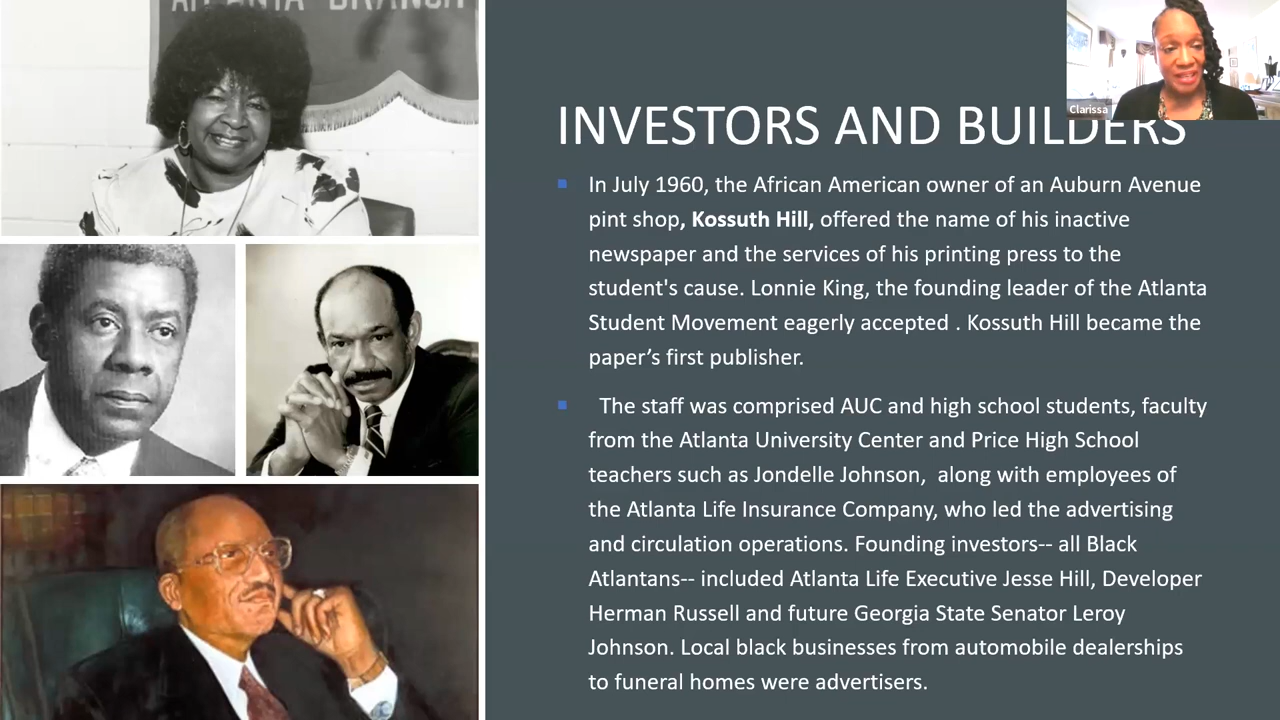 ATLANTA BRANCH
Clarissa
INVESTORS AND BUILDERS
In July 1960, the African American owner of an Auburn Avenue
pint shop, Kossuth Hill, offered the name of his inactive
newspaper and the services of his printing press to the
student's cause. Lonnie King, the founding leader of the Atlanta
Student Movement eagerly accepted . Kossuth Hill became the
paper’s first publisher.
The staff was comprised AUC and high school students, faculty
from the Atlanta University Center and Price High School
teachers such as Jondelle Johnson,  along with employees of
the Atlanta Life Insurance Company, who led the advertising
and circulation operations. Founding investors-- all Black
Atlantans-- included Atlanta Life Executive Jesse Hill, Developer
Herman Russell and future Georgia State Senator Leroy
Johnson. Local black businesses from automobile dealerships
to funeral homes were advertisers.